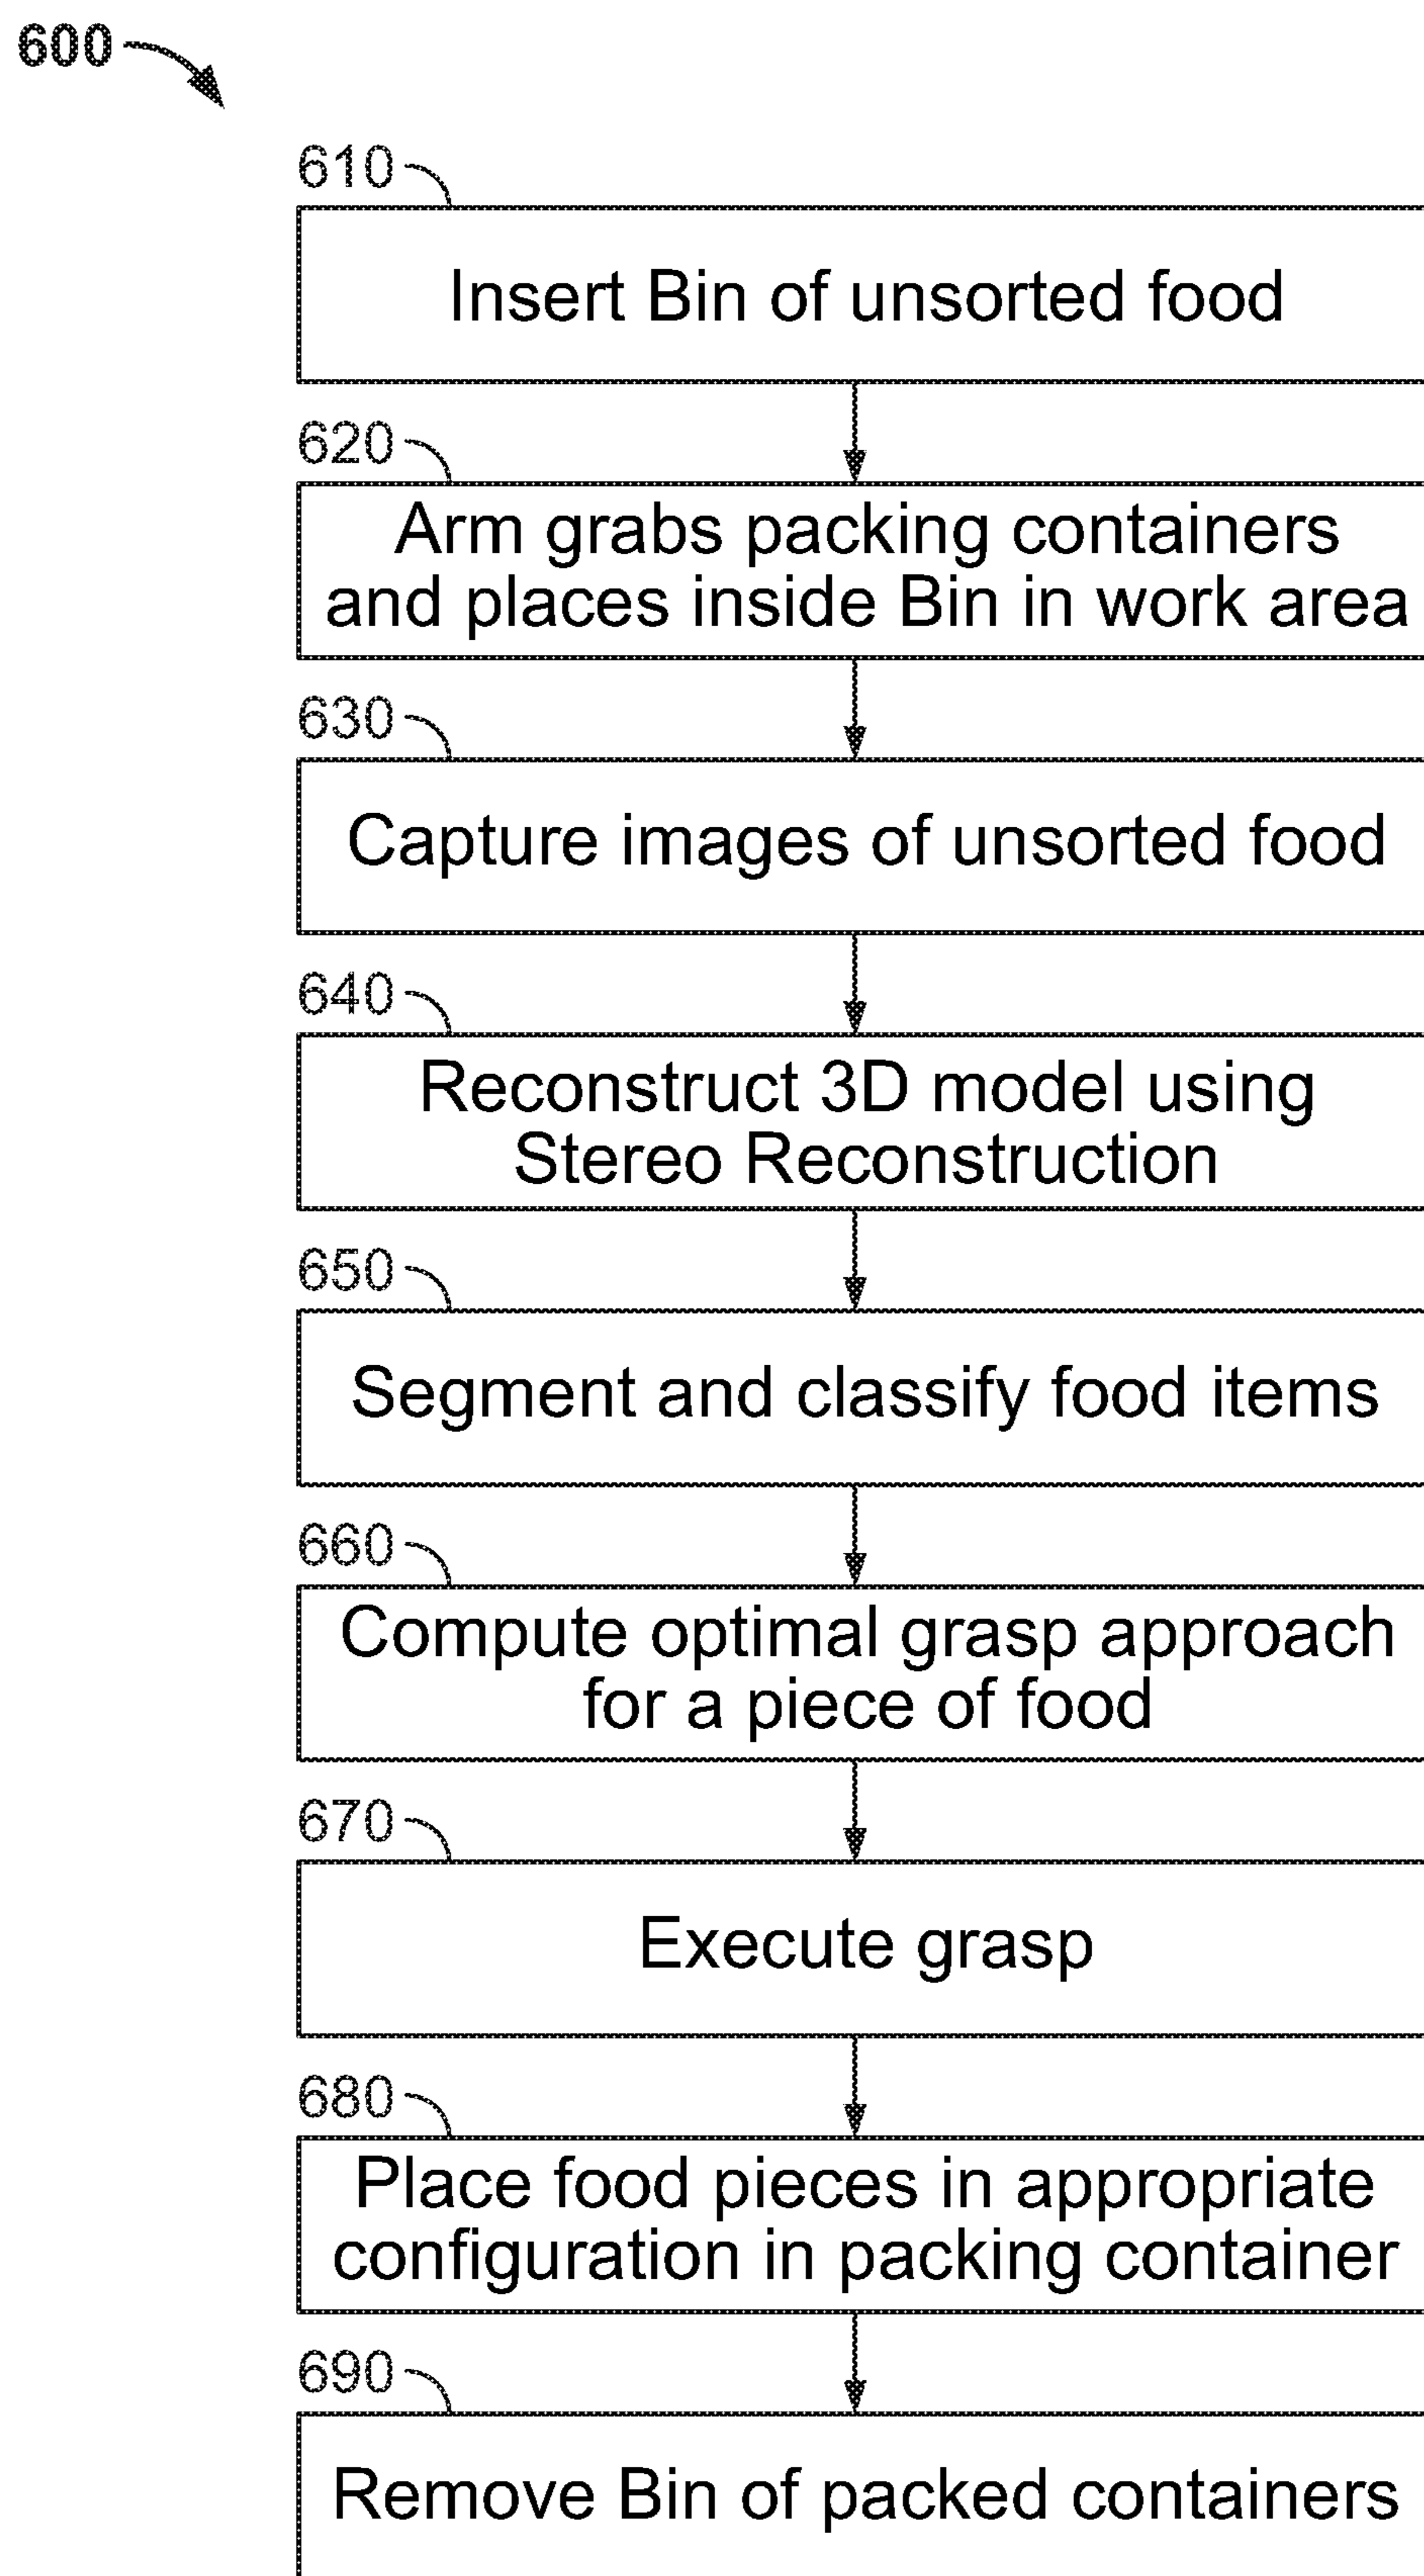 600
610
Insert Bin of unsorted food
620
Arm grabs packing containers
and places inside Bin in work area
630
Capture images of unsorted food
640
Reconstruct 3D model using
Stereo Reconstruction
650
Segment and classify food items
660
Compute optimal grasp approach
for a piece of food
670
Execute grasp
680
Place food pieces in appropriate
configuration in packing container
690
Remove Bin of packed containers